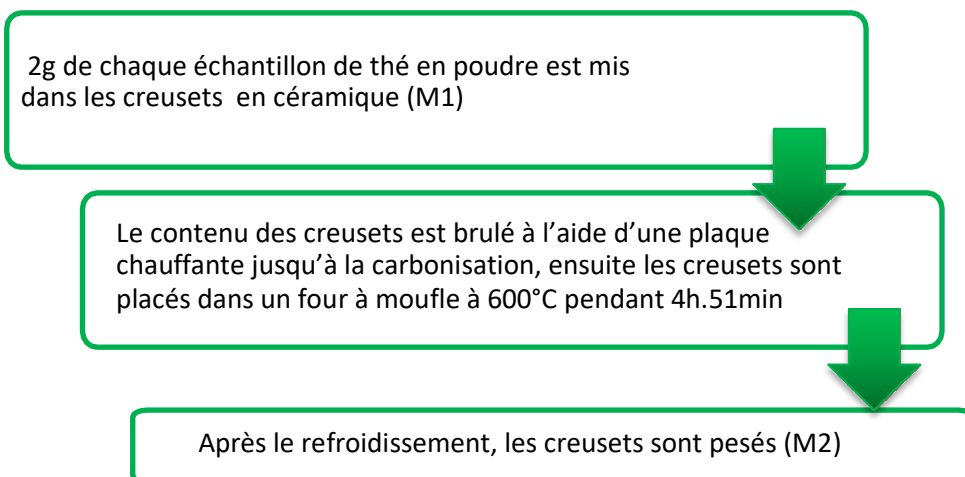 2g de chaque échantillon de thé en poudre est mis
dans les creusets en céramique (M1)
Le contenu des creusets est brulé à l’aide d’une plaque
chauffante jusqu’à la carbonisation, ensuite les creusets sont
placés dans un four à moufle à 600°C pendant 4h.51min
Après le refroidissement, les creusets sont pesés (M2)